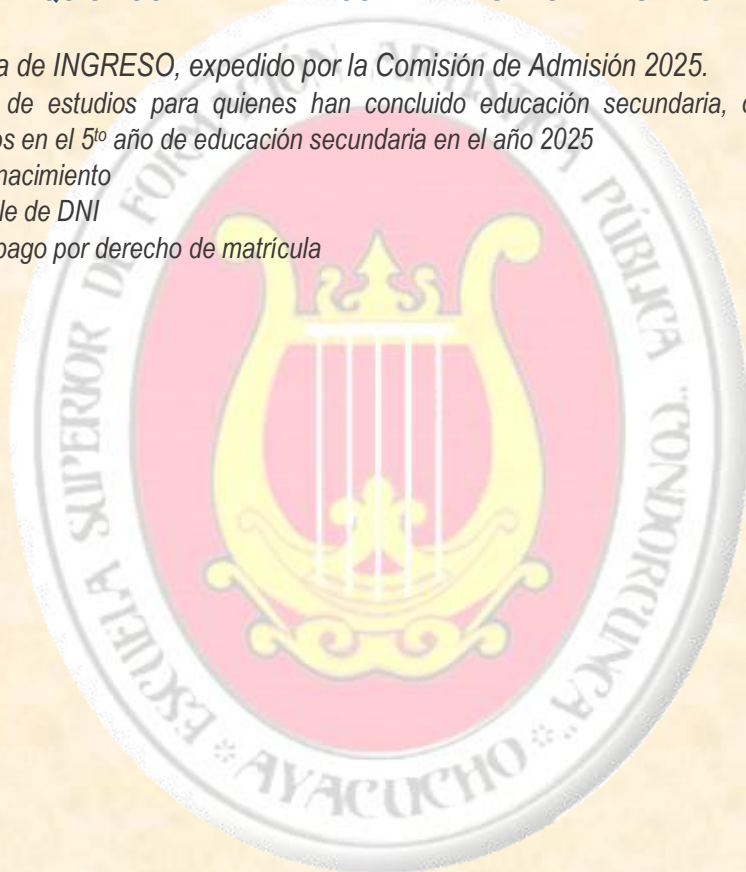 a de INGRESO, expedido por la Comisión de Admisión 2025.
de estudios para quienes han concluido educación secundaria,
os en el 5to año de educación secundaria en el año 2025
nacimiento
le de DNI
pago por derecho de matrícula
ESCUELA SUPERIOR DE FORMACIÓN ARTÍSTICA PÚBLICA "CONDORCUNCA"
* AYACUCHO *